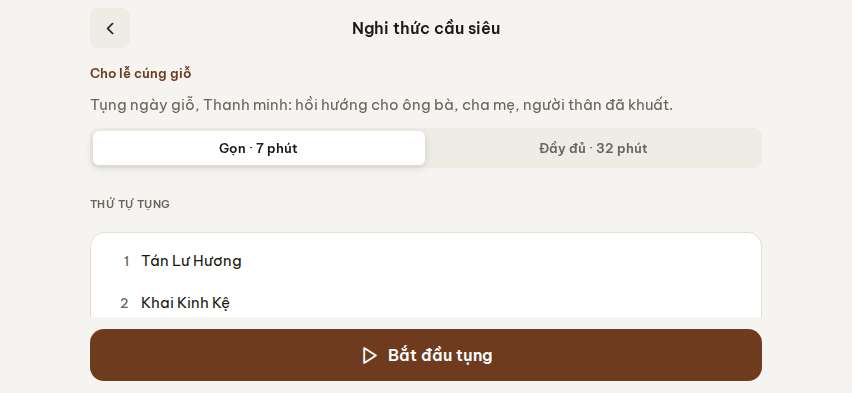 Nghi thức cầu siêu
Cho lễ cúng giỗ
Tụng ngày giỗ, Thanh minh: hồi hướng cho ông bà, cha mẹ, người thân đã khuất.
Gọn · 7 phút
Đầy đủ · 32 phút
THỨ TỰ TỤNG
1 Tán Lư Hương
2 Khai Kinh Kệ
Bắt đầu tụng